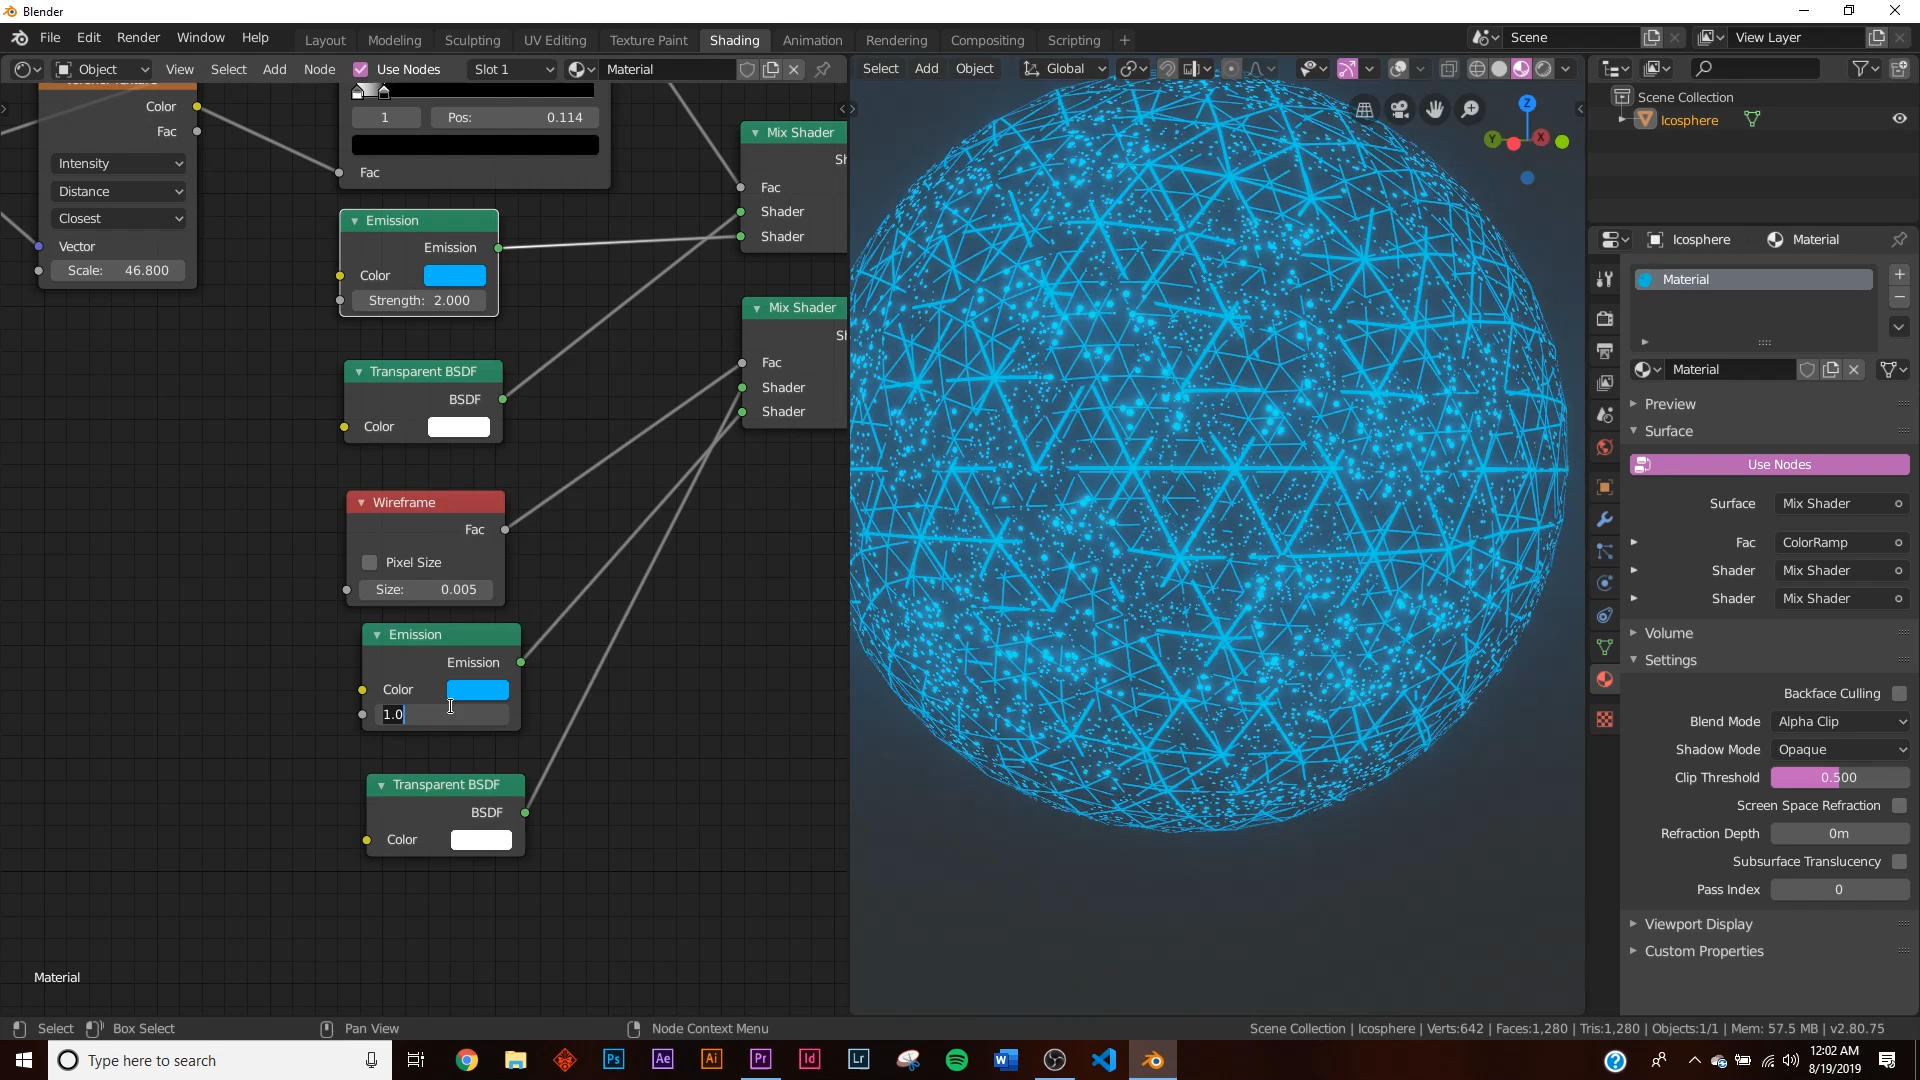 Blender
File Edit Render Window Help Layout Modeling Sculpting UV Editing Texture Paint Shading Animation Rendering Compositing Scripting + Scene View Layer
Object View Select Add Node Use Nodes Slot 1 Material
Select Add Object Global
Color
Fac
Intensity
Distance
Closest
Vector
Scale: 46.800
1 Pos: 0.114
Fac
Emission
Emission
Color
Strength: 2.000
Transparent BSDF
BSDF
Color
Wireframe
Fac
Pixel Size
Size: 0.005
Emission
Emission
Color
1.0
Transparent BSDF
BSDF
Color
Mix Shader
Fac
Shader
Shader
Mix Shader
Fac
Shader
Shader
Material
Z
Y X
Scene Collection
Icosphere
Icosphere Material
Material
Material
Preview
Surface
Use Nodes
Surface Mix Shader
Fac ColorRamp
Shader Mix Shader
Shader Mix Shader
Volume
Settings
Backface Culling
Blend Mode Alpha Clip
Shadow Mode Opaque
Clip Threshold 0.500
Screen Space Refraction
Refraction Depth 0m
Subsurface Translucency
Pass Index 0
Viewport Display
Custom Properties
Select Box Select Pan View Node Context Menu Scene Collection | Icosphere | Verts:642 | Faces:1,280 | Tris:1,280 | Objects:1/1 | Mem: 57.5 MB | v2.80.75
Type here to search Ps Ae Ai Pr Id Lr W
12:02 AM
8/19/2019